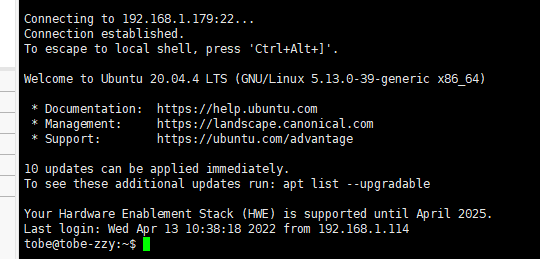 Connecting to 192.168.1.179:22...
Connection established.
To escape to local shell, press 'Ctrl+Alt+]'.
Welcome to Ubuntu 20.04.4 LTS (GNU/Linux 5.13.0-39-generic x86_64)
* Documentation:  https://help.ubuntu.com
* Management:     https://landscape.canonical.com
* Support:        https://ubuntu.com/advantage
10 updates can be applied immediately.
To see these additional updates run: apt list --upgradable
Your Hardware Enablement Stack (HWE) is supported until April 2025.
Last login: Wed Apr 13 10:38:18 2022 from 192.168.1.114
tobe@tobe-zzy:~$